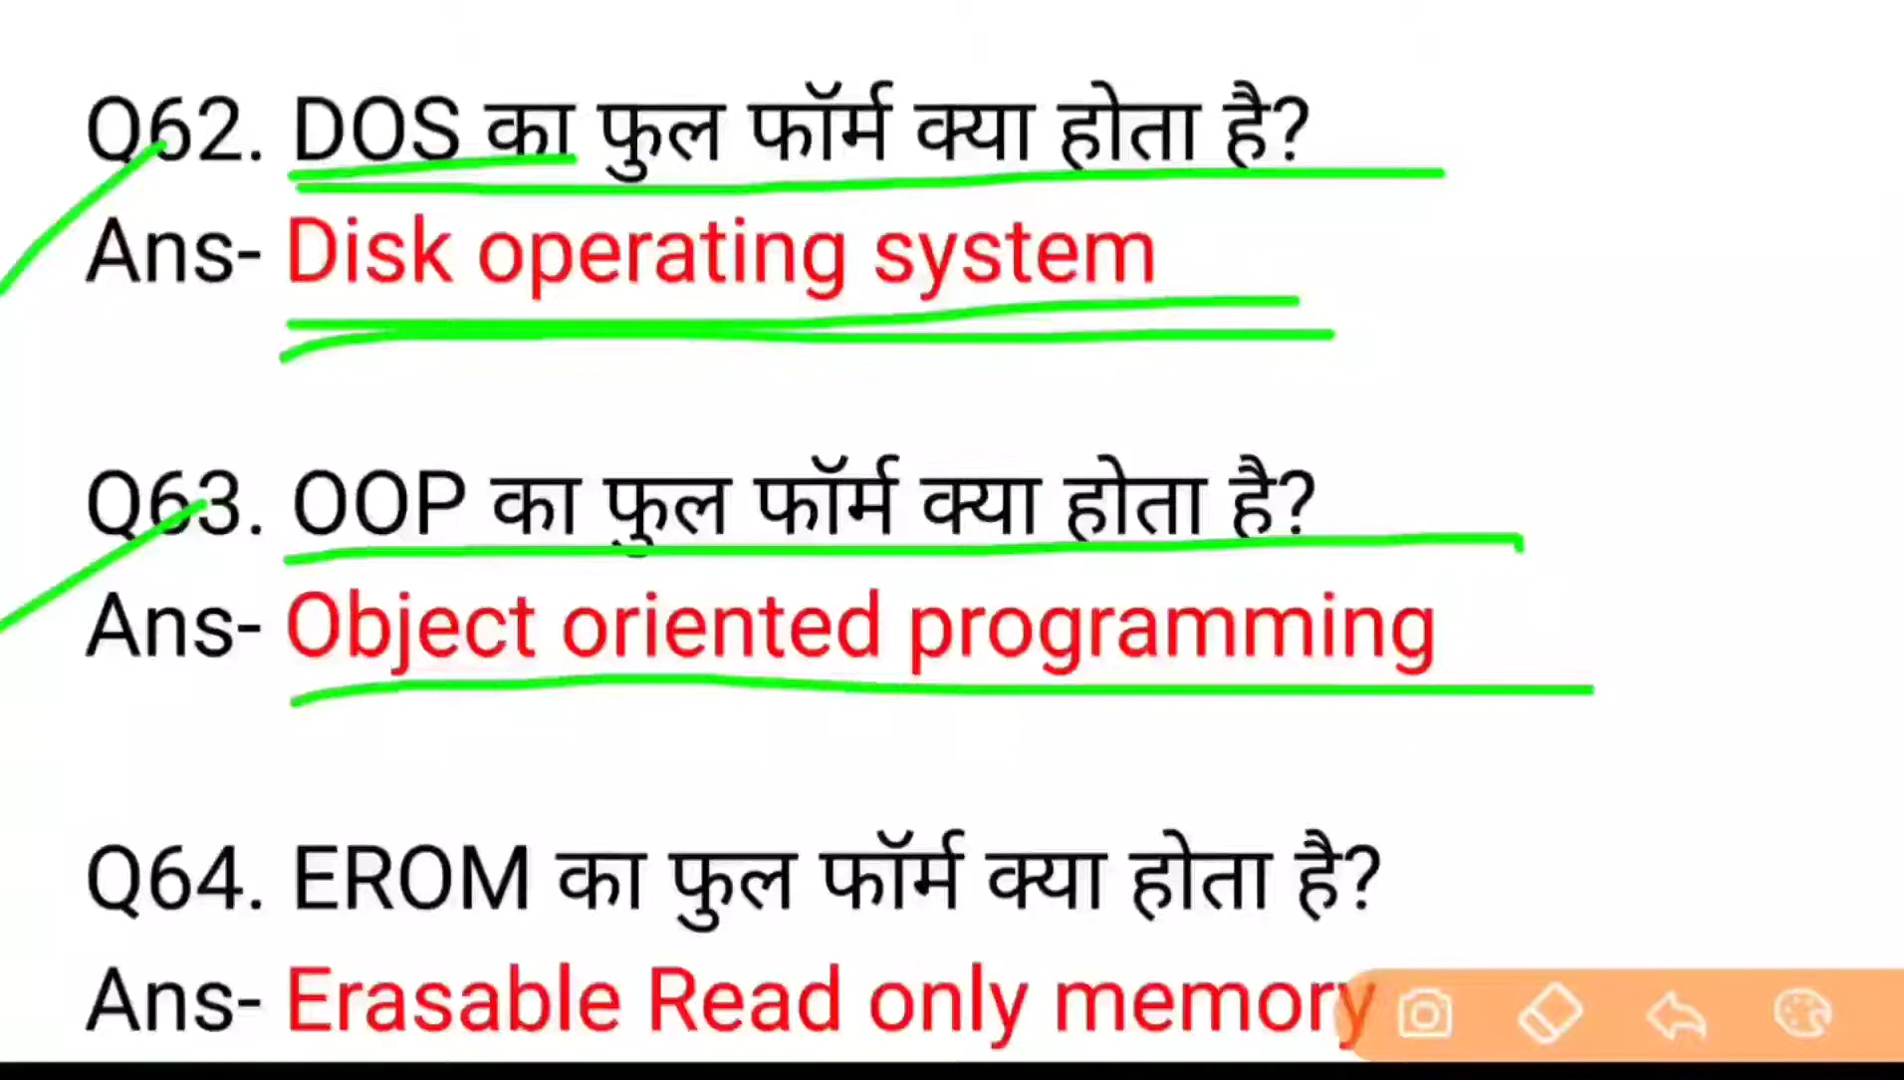 Q62. DOS का फुल फॉर्म क्या होता है?
Ans- Disk operating system
Q63. OOP का फुल फॉर्म क्या होता है?
Ans- Object oriented programming
Q64. EROM का फुल फॉर्म क्या होता है?
Ans- Erasable Read only memory